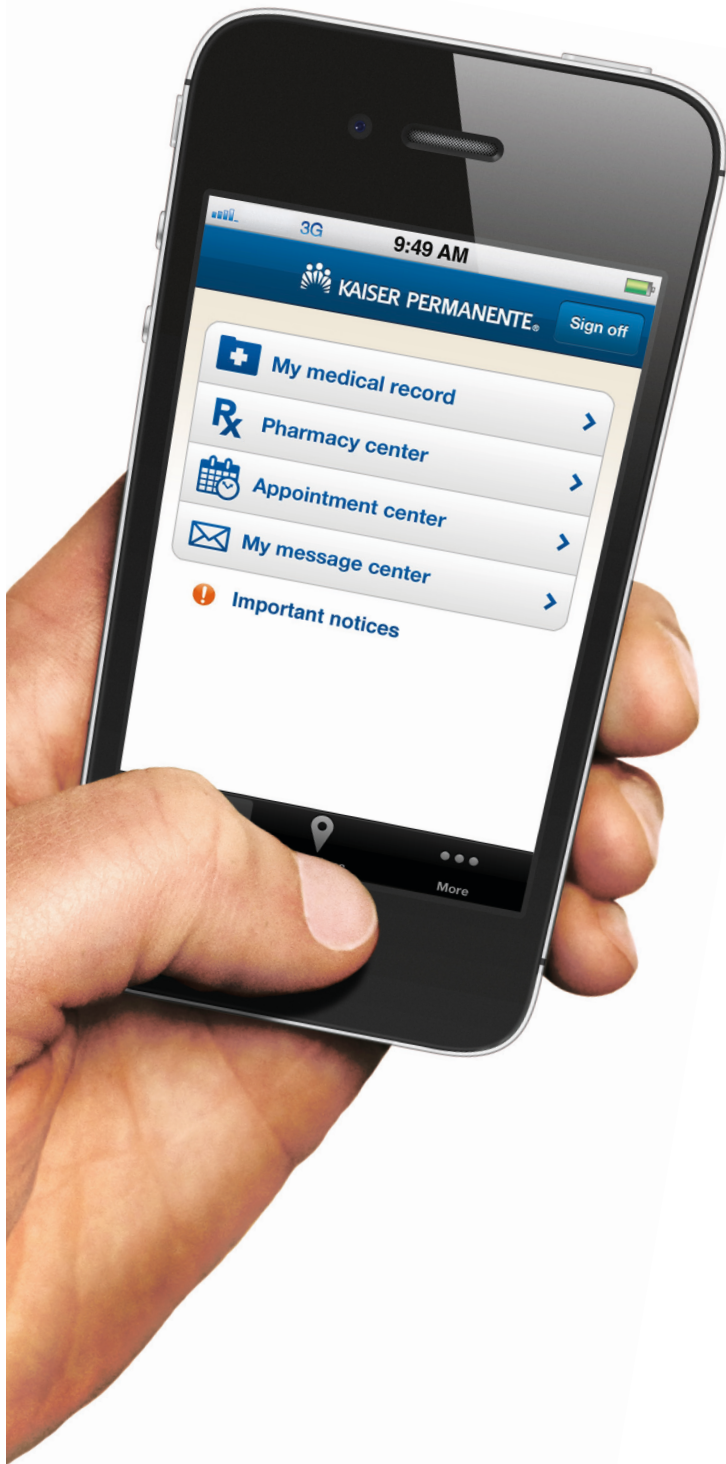 3G
9:49 AM
KAISER PERMANENTE®
Sign off
My medical record
Rx Pharmacy center
Appointment center
My message center
! Important notices
More